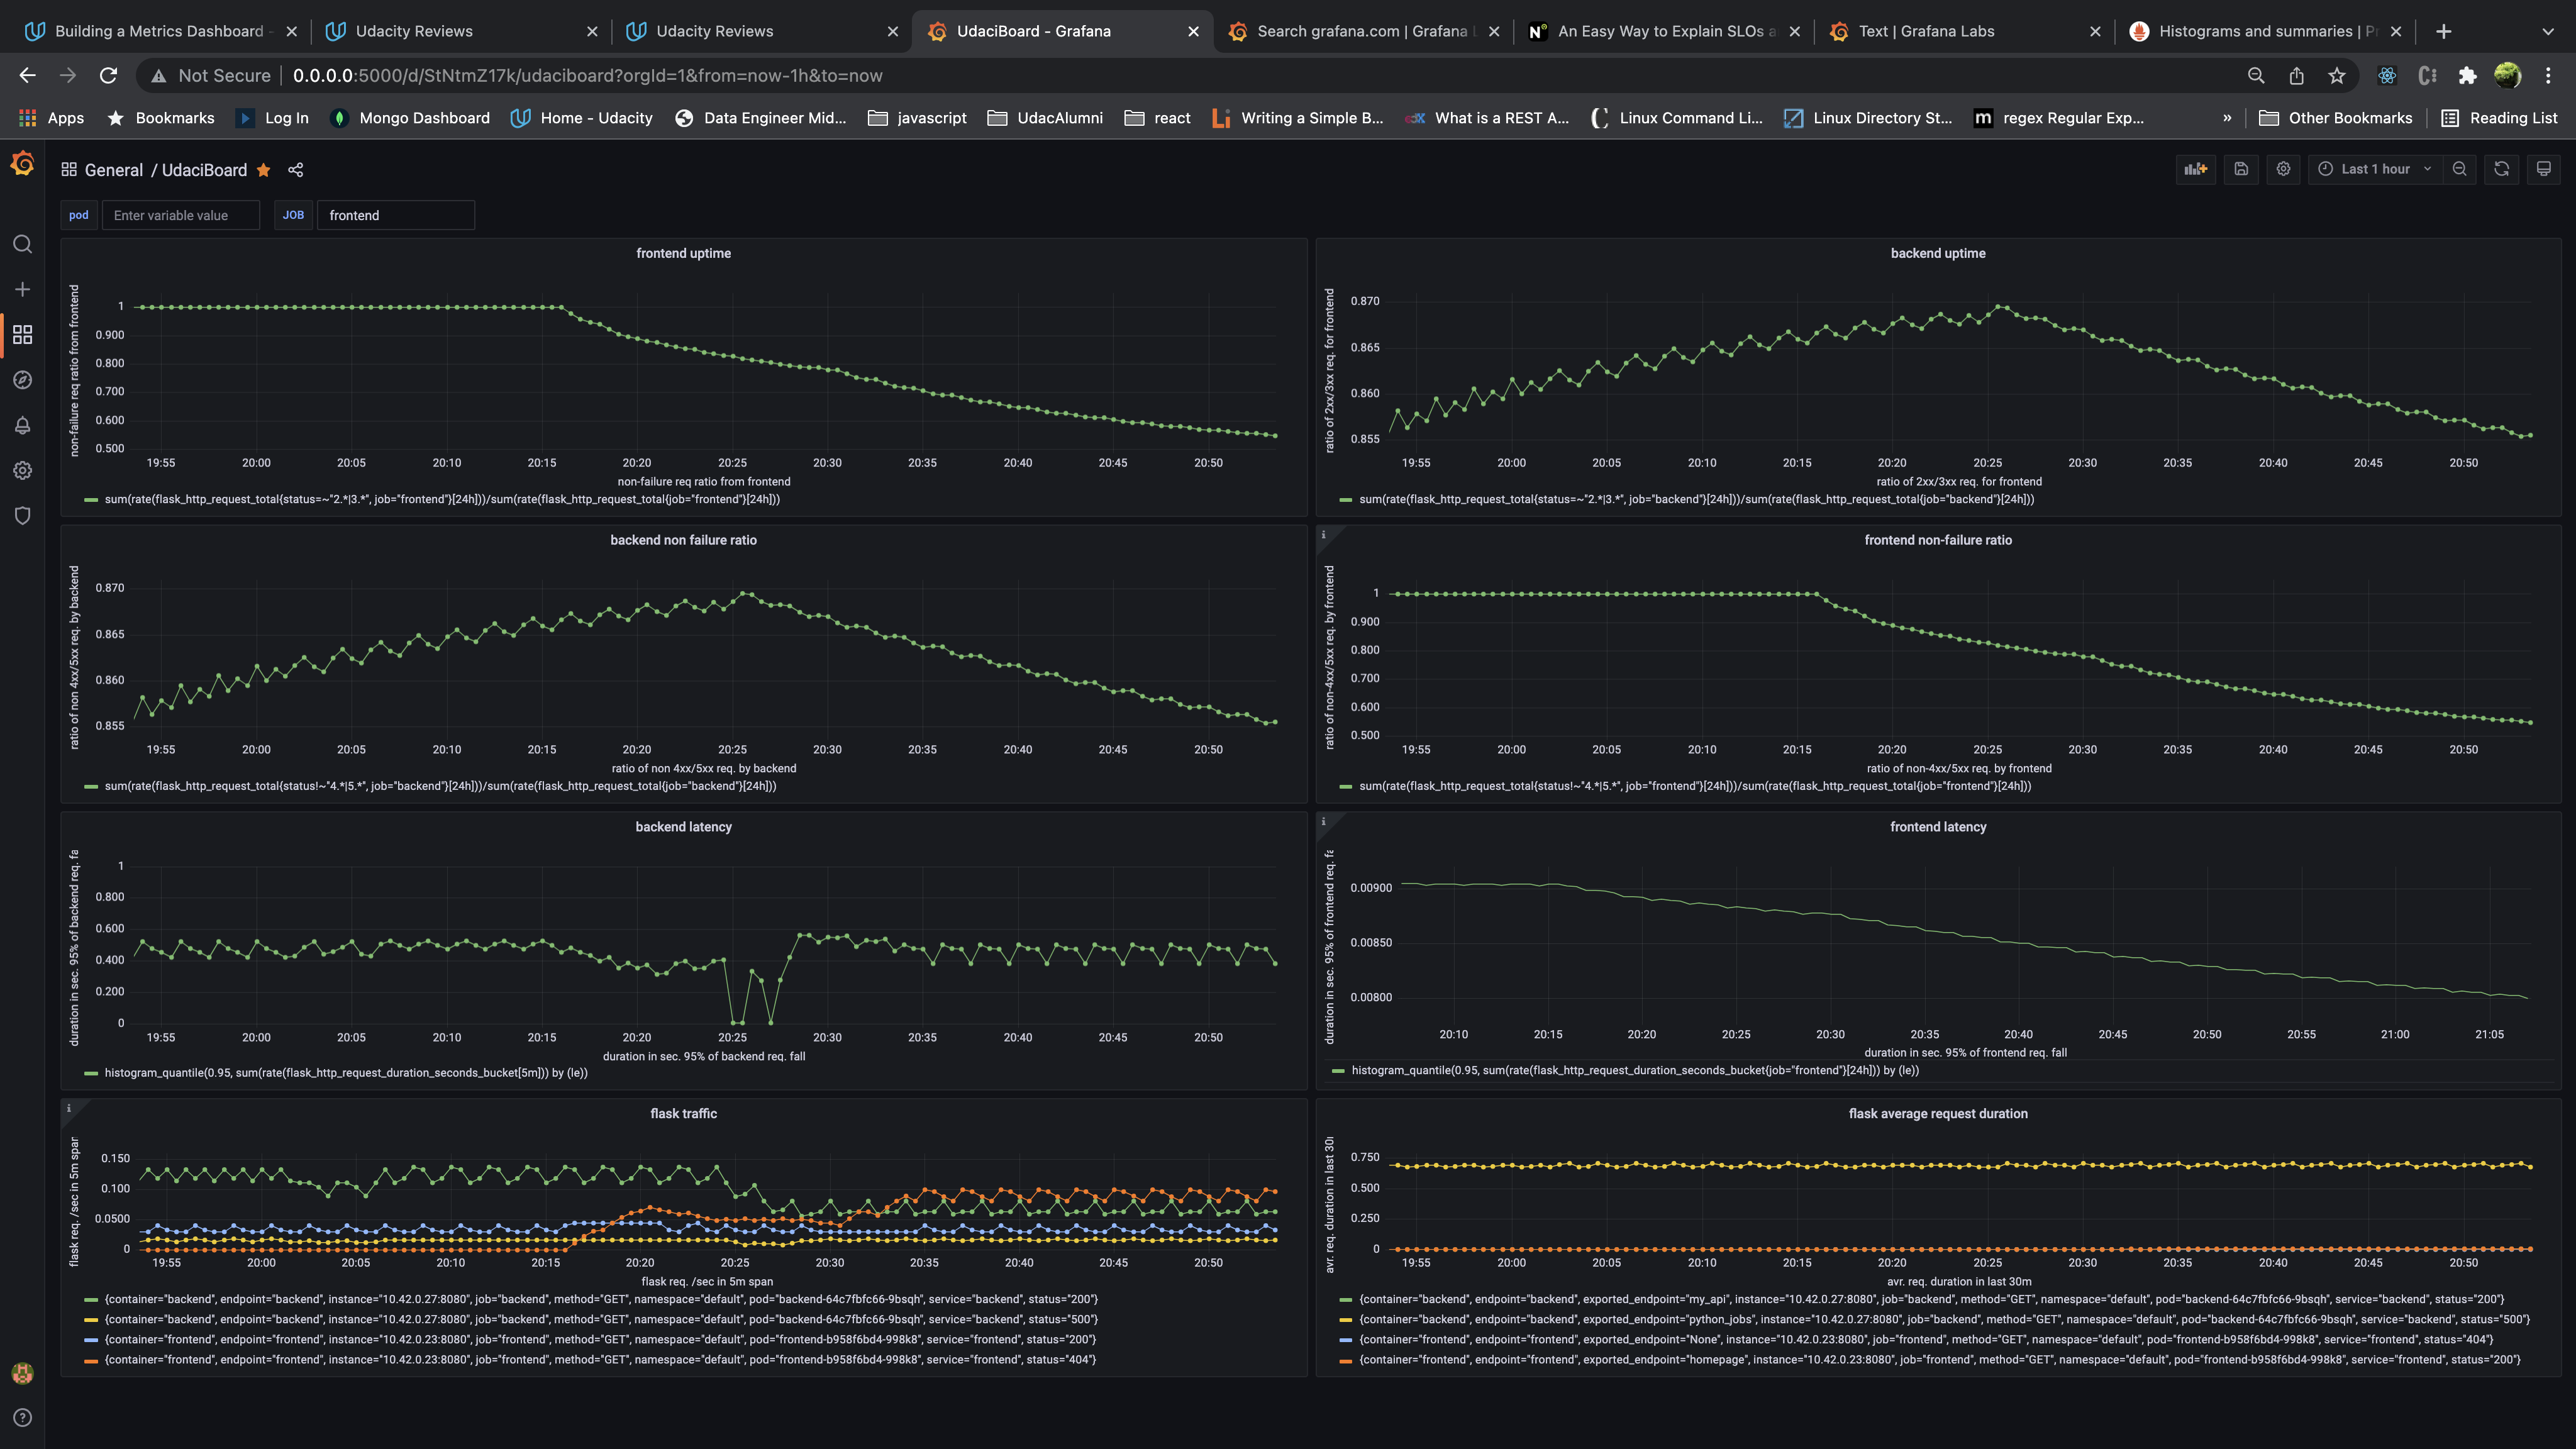 Building a Metrics Dashboard -
Udacity Reviews
Udacity Reviews
UdaciBoard - Grafana
Search grafana.com | Grafana L
An Easy Way to Explain SLOs a
Text | Grafana Labs
Histograms and summaries | Pr
Not Secure
0.0.0.0:5000/d/StNtmZ17k/udaciboard?orgId=1&from=now-1h&to=now
Apps
Bookmarks
Log In
Mongo Dashboard
Home - Udacity
Data Engineer Mid...
javascript
UdacAlumni
react
Writing a Simple B...
What is a REST A...
Linux Command Li...
Linux Directory St...
regex Regular Exp...
»
Other Bookmarks
Reading List
General / UdaciBoard
Last 1 hour
pod
Enter variable value
JOB
frontend
frontend uptime
non-failure req ratio from frontend
1
0.900
0.800
0.700
0.600
0.500
19:55 20:00 20:05 20:10 20:15 20:20 20:25 20:30 20:35 20:40 20:45 20:50
non-failure req ratio from frontend
sum(rate(flask_http_request_total{status=~"2.*|3.*", job="frontend"}[24h]))/sum(rate(flask_http_request_total{job="frontend"}[24h]))
backend uptime
ratio of 2xx/3xx req. for frontend
0.870
0.865
0.860
0.855
19:55 20:00 20:05 20:10 20:15 20:20 20:25 20:30 20:35 20:40 20:45 20:50
ratio of 2xx/3xx req. for frontend
sum(rate(flask_http_request_total{status=~"2.*|3.*", job="backend"}[24h]))/sum(rate(flask_http_request_total{job="backend"}[24h]))
backend non failure ratio
ratio of non 4xx/5xx req. by backend
0.870
0.865
0.860
0.855
19:55 20:00 20:05 20:10 20:15 20:20 20:25 20:30 20:35 20:40 20:45 20:50
ratio of non 4xx/5xx req. by backend
sum(rate(flask_http_request_total{status!~"4.*|5.*", job="backend"}[24h]))/sum(rate(flask_http_request_total{job="backend"}[24h]))
frontend non-failure ratio
ratio of non-4xx/5xx req. by frontend
1
0.900
0.800
0.700
0.600
0.500
19:55 20:00 20:05 20:10 20:15 20:20 20:25 20:30 20:35 20:40 20:45 20:50
ratio of non-4xx/5xx req. by frontend
sum(rate(flask_http_request_total{status!~"4.*|5.*", job="frontend"}[24h]))/sum(rate(flask_http_request_total{job="frontend"}[24h]))
backend latency
duration in sec. 95% of backend req. fa
1
0.800
0.600
0.400
0.200
0
19:55 20:00 20:05 20:10 20:15 20:20 20:25 20:30 20:35 20:40 20:45 20:50
duration in sec. 95% of backend req. fall
histogram_quantile(0.95, sum(rate(flask_http_request_duration_seconds_bucket[5m])) by (le))
frontend latency
duration in sec. 95% of frontend req. fa
0.00900
0.00850
0.00800
20:10 20:15 20:20 20:25 20:30 20:35 20:40 20:45 20:50 20:55 21:00 21:05
duration in sec. 95% of frontend req. fall
histogram_quantile(0.95, sum(rate(flask_http_request_duration_seconds_bucket{job="frontend"}[24h])) by (le))
flask traffic
flask req. /sec in 5m span
0.150
0.100
0.0500
0
19:55 20:00 20:05 20:10 20:15 20:20 20:25 20:30 20:35 20:40 20:45 20:50
flask req. /sec in 5m span
{container="backend", endpoint="backend", instance="10.42.0.27:8080", job="backend", method="GET", namespace="default", pod="backend-64c7fbfc66-9bsqh", service="backend", status="200"}
{container="backend", endpoint="backend", instance="10.42.0.27:8080", job="backend", method="GET", namespace="default", pod="backend-64c7fbfc66-9bsqh", service="backend", status="500"}
{container="frontend", endpoint="frontend", instance="10.42.0.23:8080", job="frontend", method="GET", namespace="default", pod="frontend-b958f6bd4-998k8", service="frontend", status="200"}
{container="frontend", endpoint="frontend", instance="10.42.0.23:8080", job="frontend", method="GET", namespace="default", pod="frontend-b958f6bd4-998k8", service="frontend", status="404"}
flask average request duration
avr. req. duration in last 30m
0.750
0.500
0.250
0
19:55 20:00 20:05 20:10 20:15 20:20 20:25 20:30 20:35 20:40 20:45 20:50
avr. req. duration in last 30m
{container="backend", endpoint="backend", exported_endpoint="my_api", instance="10.42.0.27:8080", job="backend", method="GET", namespace="default", pod="backend-64c7fbfc66-9bsqh", service="backend", status="200"}
{container="backend", endpoint="backend", exported_endpoint="python_jobs", instance="10.42.0.27:8080", job="backend", method="GET", namespace="default", pod="backend-64c7fbfc66-9bsqh", service="backend", status="500"}
{container="frontend", endpoint="frontend", exported_endpoint="None", instance="10.42.0.23:8080", job="frontend", method="GET", namespace="default", pod="frontend-b958f6bd4-998k8", service="frontend", status="404"}
{container="frontend", endpoint="frontend", exported_endpoint="homepage", instance="10.42.0.23:8080", job="frontend", method="GET", namespace="default", pod="frontend-b958f6bd4-998k8", service="frontend", status="200"}